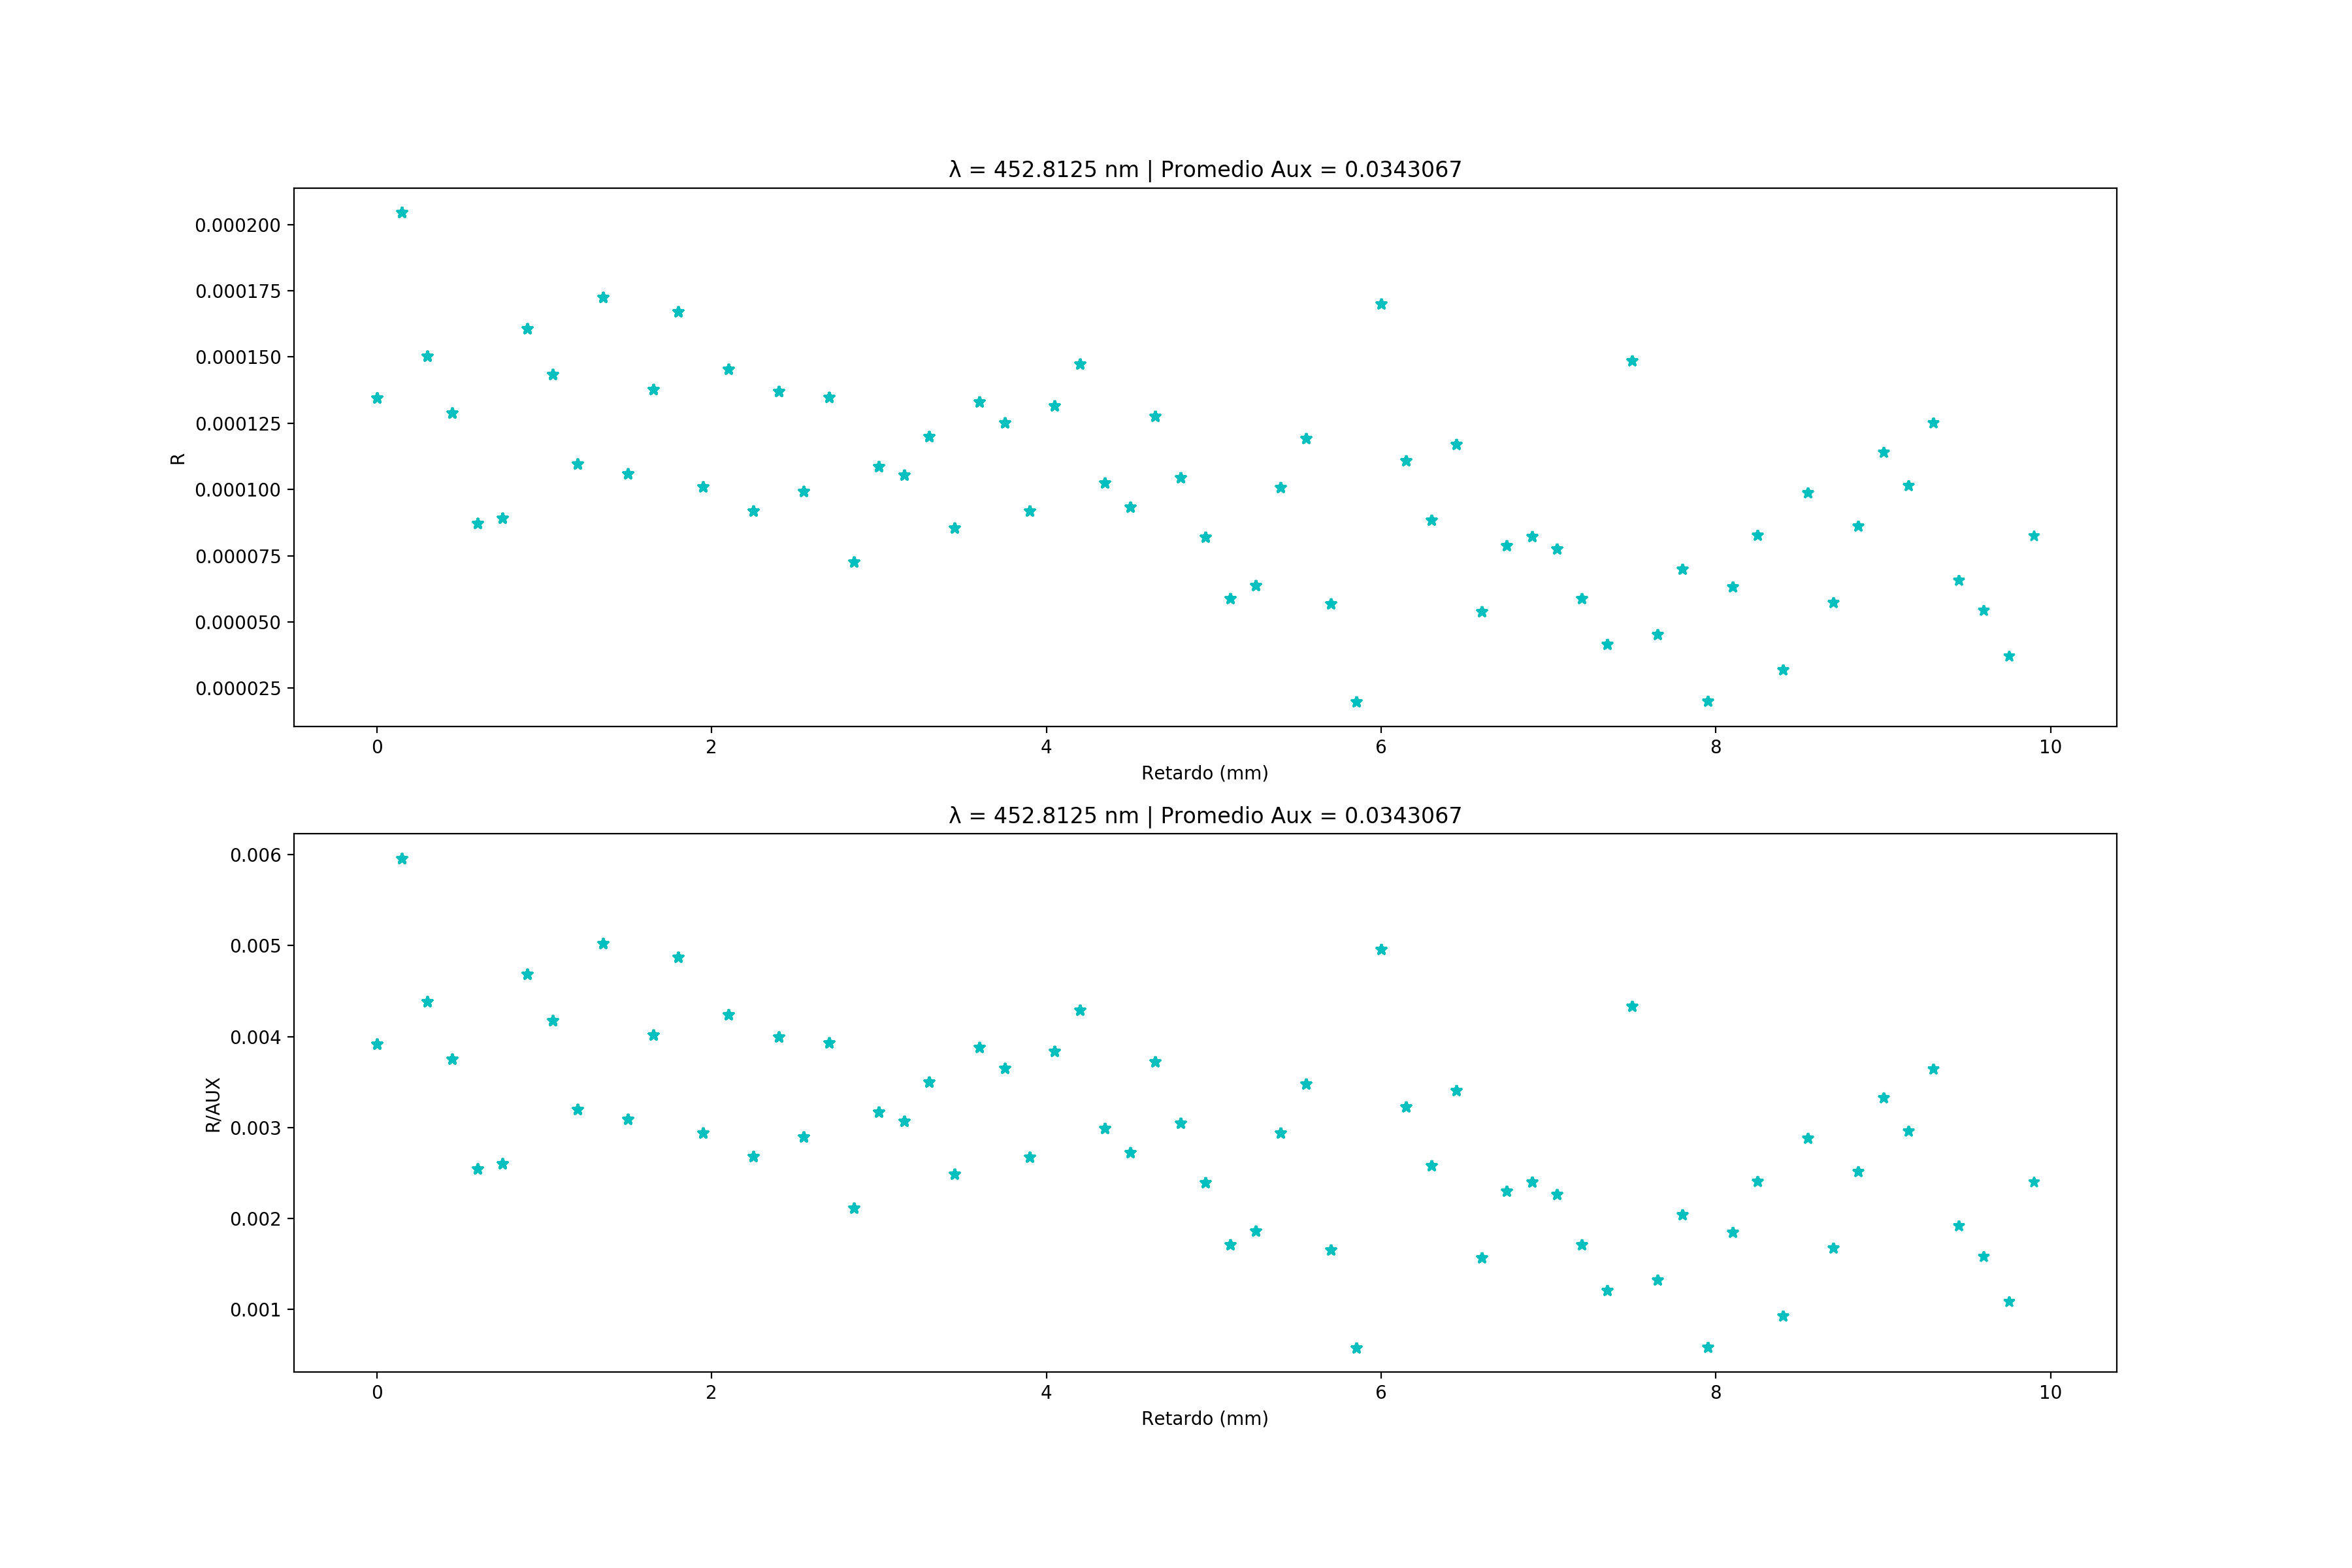 λ = 452.8125 nm | Promedio Aux = 0.0343067
0.000200
0.000175
0.000150
0.000125
0.000100
0.000075
0.000050
0.000025
R
0 2 4 6 8 10
Retardo (mm)
λ = 452.8125 nm | Promedio Aux = 0.0343067
0.006
0.005
0.004
0.003
0.002
0.001
R/AUX
0 2 4 6 8 10
Retardo (mm)